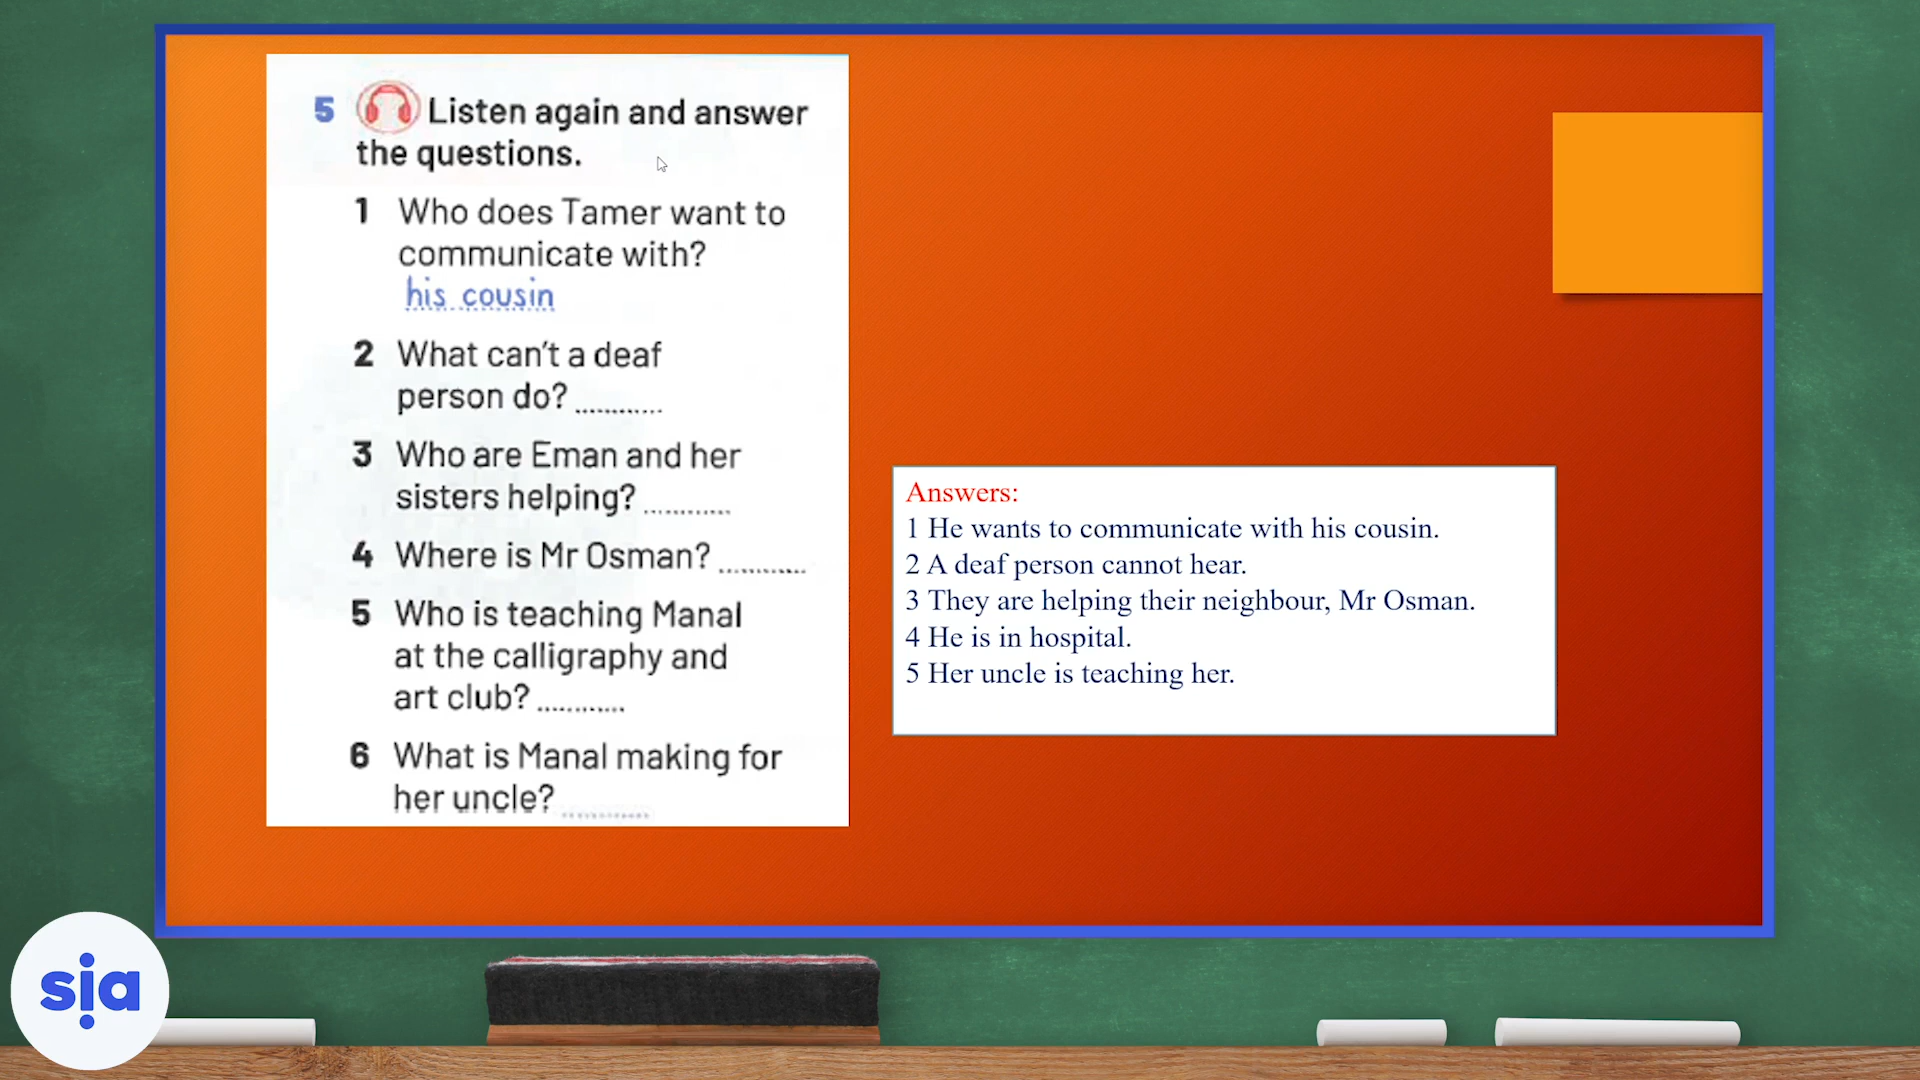 5 Listen again and answer
the questions.
1 Who does Tamer want to
communicate with?
his cousin
2 What can't a deaf
person do? ............
3 Who are Eman and her
sisters helping? ............
4 Where is Mr Osman? ............
5 Who is teaching Manal
at the calligraphy and
art club? ............
6 What is Manal making for
her uncle? ............
Answers:
1 He wants to communicate with his cousin.
2 A deaf person cannot hear.
3 They are helping their neighbour, Mr Osman.
4 He is in hospital.
5 Her uncle is teaching her.
sia